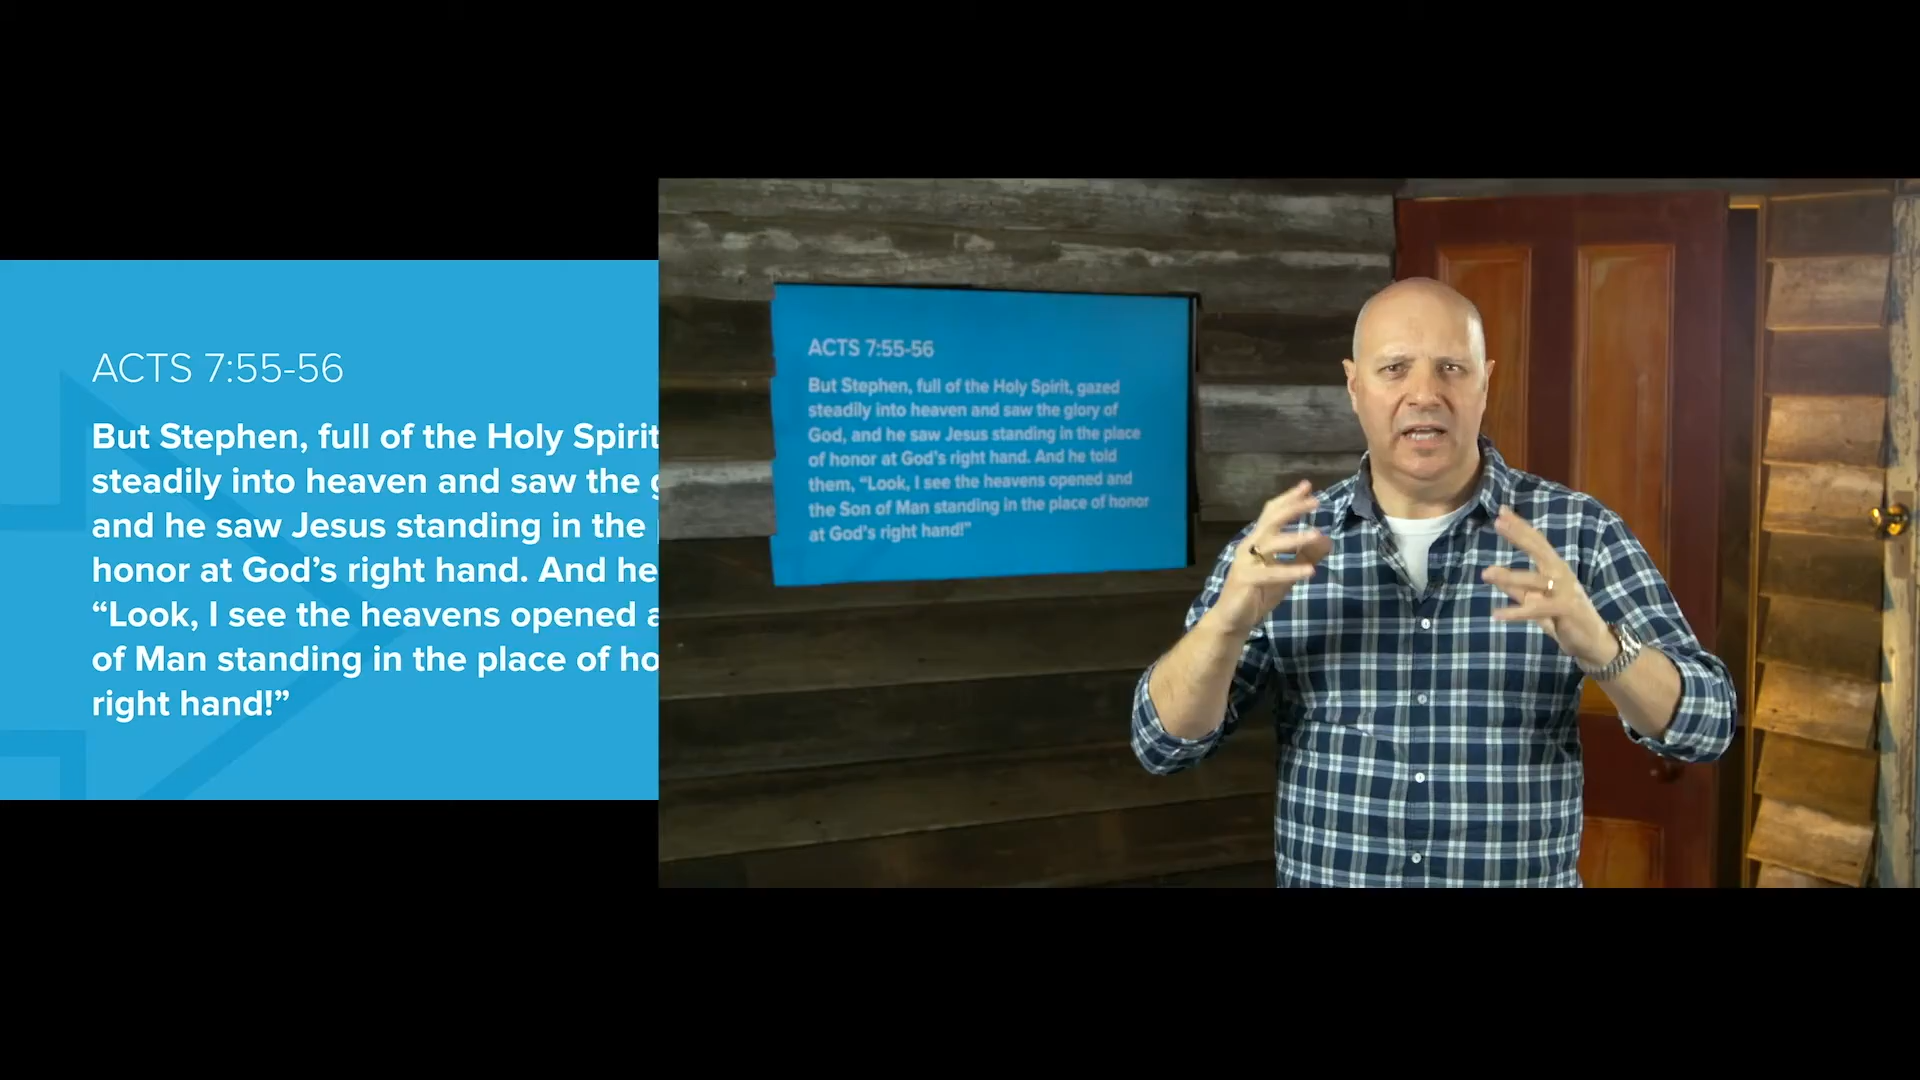 ACTS 7:55-56
But Stephen, full of the Holy Spirit
steadily into heaven and saw the
and he saw Jesus standing in the
honor at God’s right hand. And he
“Look, I see the heavens opened
of Man standing in the place of ho
right hand!”
ACTS 7:55-56
But Stephen, full of the Holy Spirit, gazed
steadily into heaven and saw the glory of
God, and he saw Jesus standing in the place
of honor at God’s right hand. And he told
them, “Look, I see the heavens opened and
the Son of Man standing in the place of honor
at God’s right hand!”